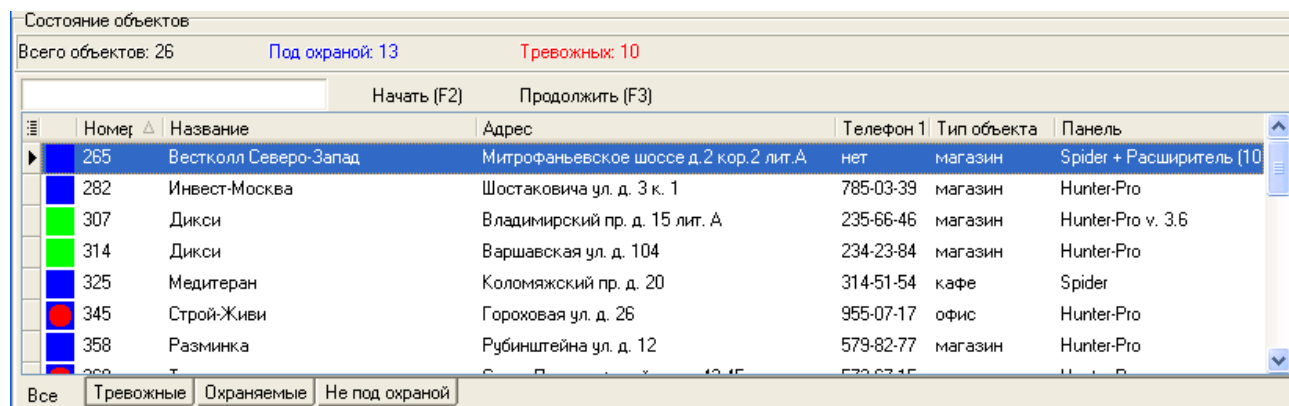 Состояние объектов
Всего объектов: 26 Под охраной: 13 Тревожных: 10
Начать (F2) Продолжить (F3)
Номер Название Адрес Телефон 1 Тип объекта Панель
265 Вестколл Северо-Запад Митрофаньевское шоссе д.2 кор.2 лит.А нет магазин Spider + Расширитель (10
282 Инвест-Москва Шостаковича ул. д. 3 к. 1 785-03-39 магазин Hunter-Pro
307 Дикси Владимирский пр. д. 15 лит. А 235-66-46 магазин Hunter-Pro v. 3.6
314 Дикси Варшавская ул. д. 104 234-23-84 магазин Hunter-Pro
325 Медитеран Коломяжский пр. д. 20 314-51-54 кафе Spider
345 Строй-Живи Гороховая ул. д. 26 955-07-17 офис Hunter-Pro
358 Разминка Рубинштейна ул. д. 12 579-82-77 магазин Hunter-Pro
Все Тревожные Охраняемые Не под охраной